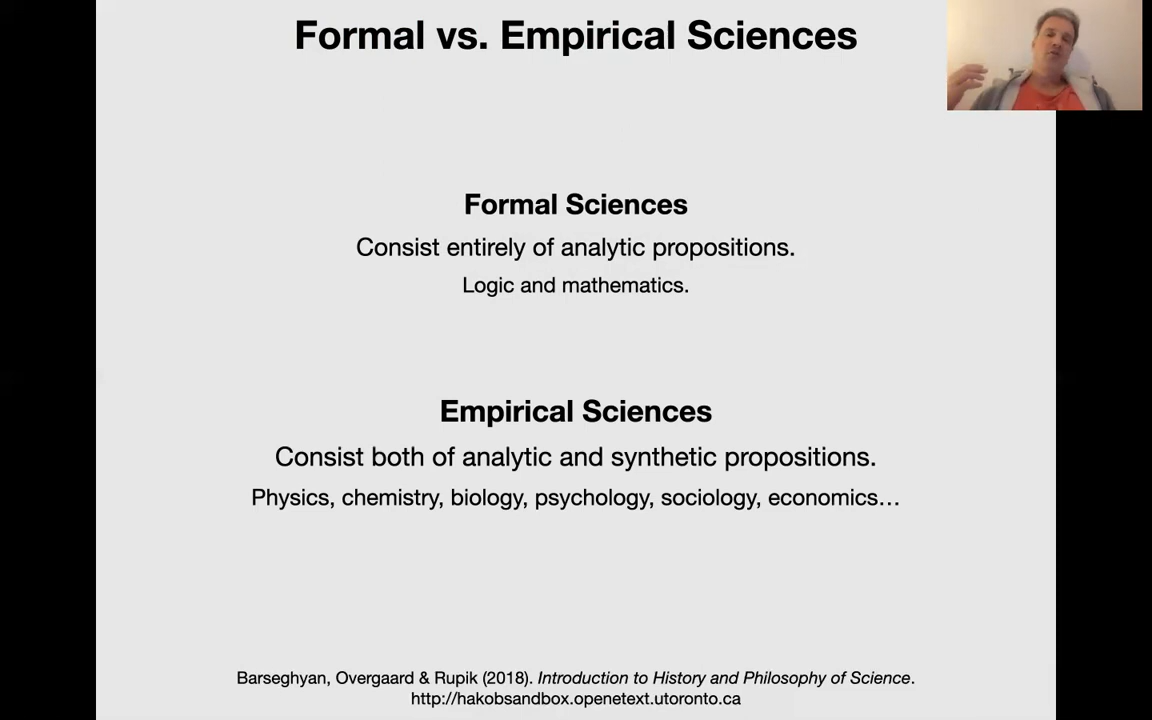 Formal vs. Empirical Sciences
Formal Sciences
Consist entirely of analytic propositions.
Logic and mathematics.
Empirical Sciences
Consist both of analytic and synthetic propositions.
Physics, chemistry, biology, psychology, sociology, economics…
Barseghyan, Overgaard & Rupik (2018). Introduction to History and Philosophy of Science.
http://hakobsandbox.openetext.utoronto.ca